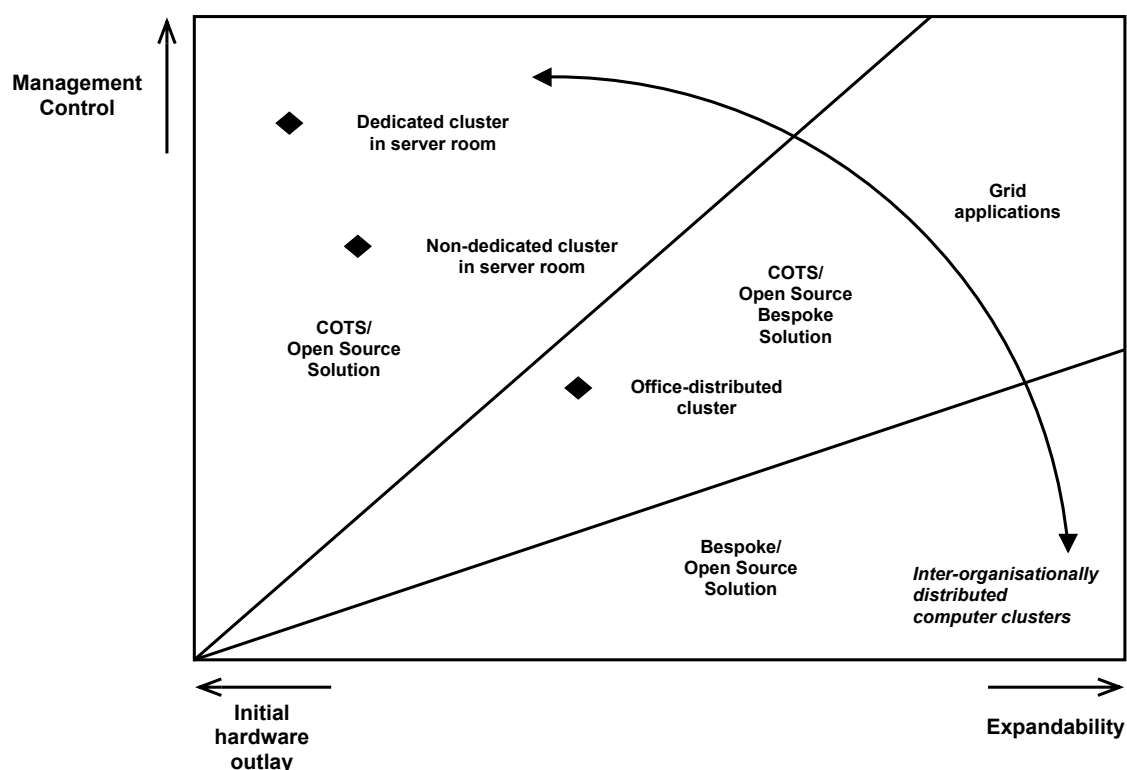 Management
Control
Dedicated cluster
in server room
Grid
applications
Non-dedicated cluster
in server room
COTS/
Open Source
Bespoke
Solution
COTS/
Open Source
Solution
Office-distributed
cluster
Bespoke/
Open Source
Solution
Inter-organisationally
distributed
computer clusters
Initial
hardware
outlay
Expandability